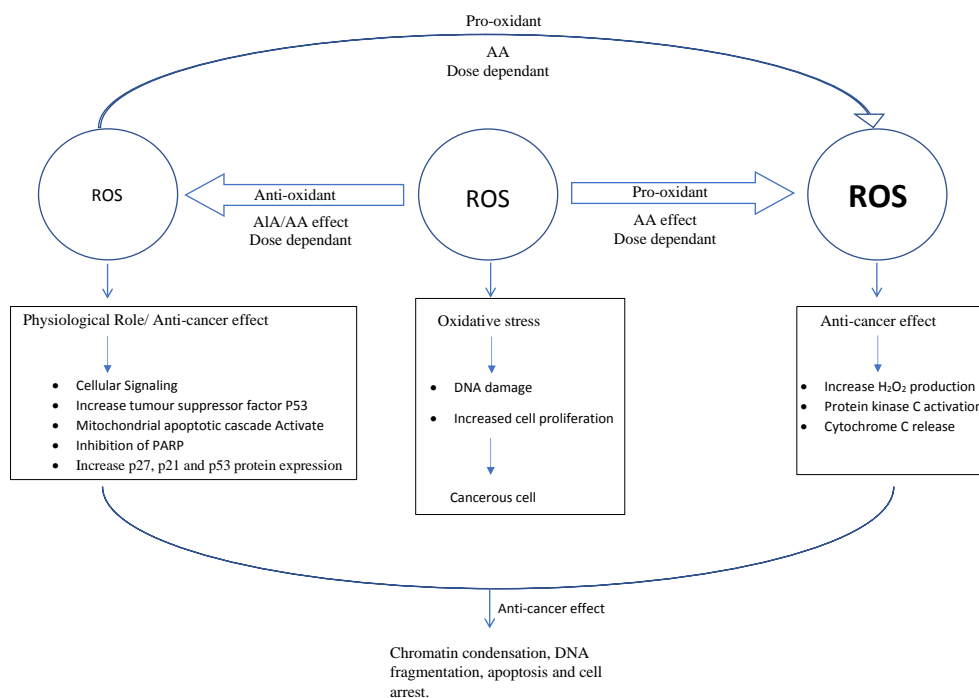 Pro-oxidant
AA
Dose dependant
ROS
Anti-oxidant
AlA/AA effect
Dose dependant
ROS
Pro-oxidant
AA effect
Dose dependant
ROS
Physiological Role/ Anti-cancer effect
• Cellular Signaling
• Increase tumour suppressor factor P53
• Mitochondrial apoptotic cascade Activate
• Inhibition of PARP
• Increase p27, p21 and p53 protein expression
Oxidative stress
• DNA damage
• Increased cell proliferation
Cancerous cell
Anti-cancer effect
• Increase H₂O₂ production
• Protein kinase C activation
• Cytochrome C release
Anti-cancer effect
Chromatin condensation, DNA
fragmentation, apoptosis and cell
arrest.